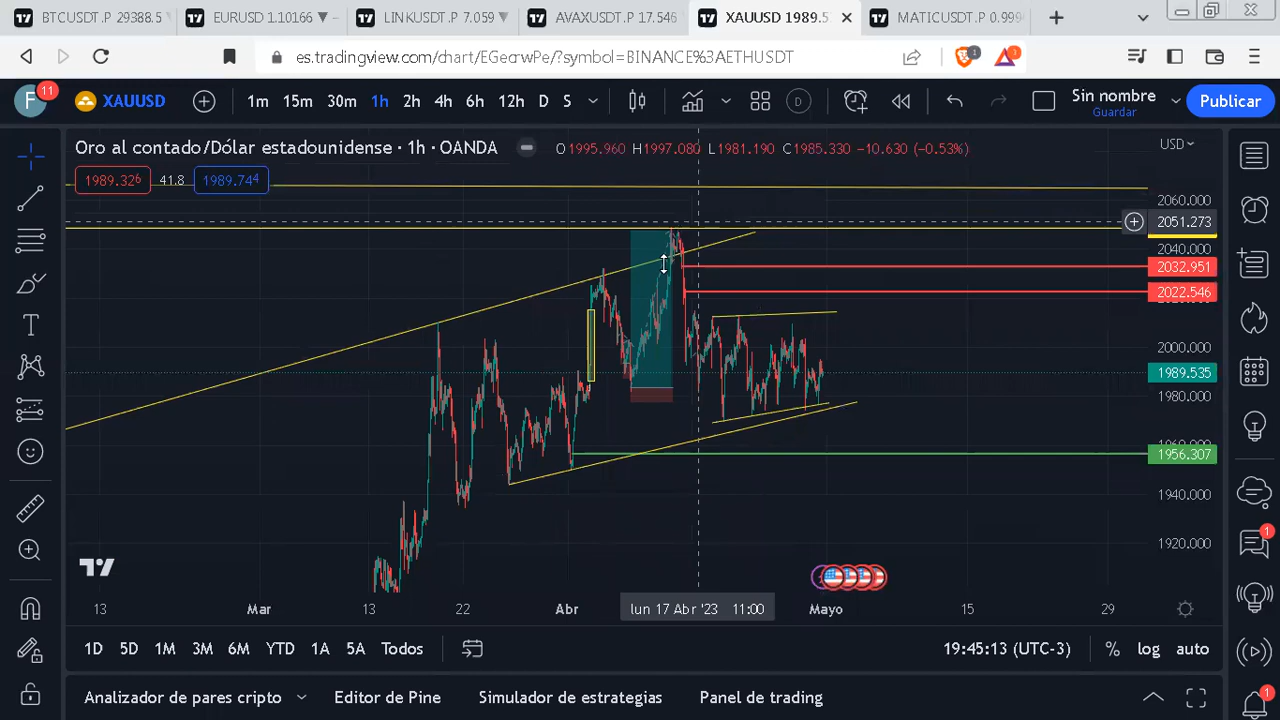 BTCUSDT.P 29388.5
EURUSD 1.10166 ▼ −
LINKUSDT.P 7.059 ▼
AVAXUSDT.P 17.546
XAUUSD 1989.5
MATICUSDT.P 0.999
es.tradingview.com/chart/EGecrwPo/?symbol=BINANCE%3AETHUSDT
1
F
11
XAUUSD
1m 15m 30m 1h 2h 4h 6h 12h D S
D
Sin nombre
Guardar
Publicar
Oro al contado/Dólar estadounidense · 1h · OANDA
O1995.960 H1997.080 L1981.190 C1985.330 −10.630 (−0.53%)
USD
1989.326 41.8 1989.744
2060.000
2051.273
2040.000
2032.951
2022.546
2000.000
1989.535
1980.000
1956.307
1940.000
1920.000
13 Mar 13 22 Abr lun 17 Abr '23 11:00 Mayo 15 29
1D 5D 1M 3M 6M YTD 1A 5A Todos
19:45:13 (UTC-3) % log auto
Analizador de pares cripto Editor de Pine Simulador de estrategias Panel de trading
1